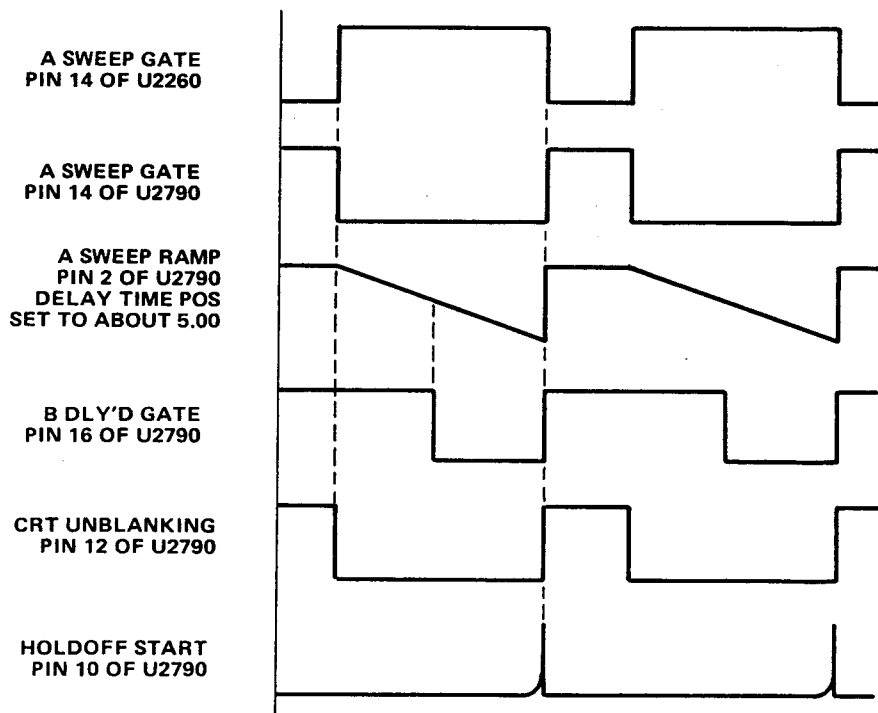 A SWEEP GATE
PIN 14 OF U2260
A SWEEP GATE
PIN 14 OF U2790
A SWEEP RAMP
PIN 2 OF U2790
DELAY TIME POS
SET TO ABOUT 5.00
B DLY'D GATE
PIN 16 OF U2790
CRT UNBLANKING
PIN 12 OF U2790
HOLDOFF START
PIN 10 OF U2790